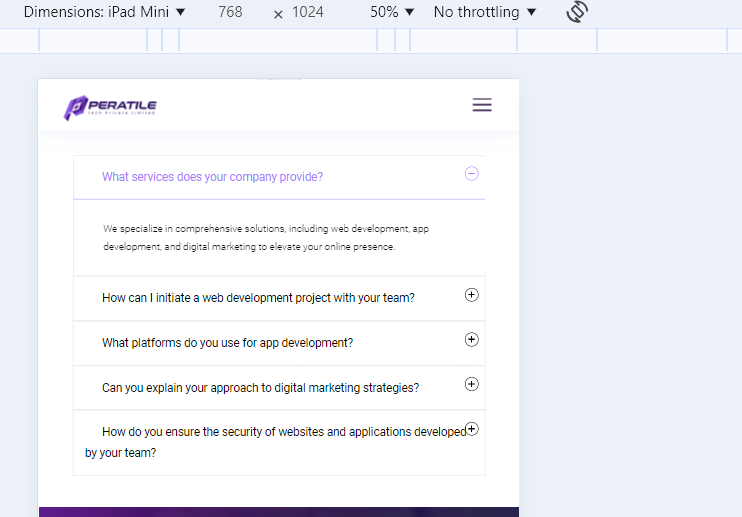 Dimensions: iPad Mini ▼ 768 × 1024 50% ▼ No throttling ▼
PERATILE
Tech Private Limited
What services does your company provide?
We specialize in comprehensive solutions, including web development, app
development, and digital marketing to elevate your online presence.
How can I initiate a web development project with your team?
What platforms do you use for app development?
Can you explain your approach to digital marketing strategies?
How do you ensure the security of websites and applications developed
by your team?